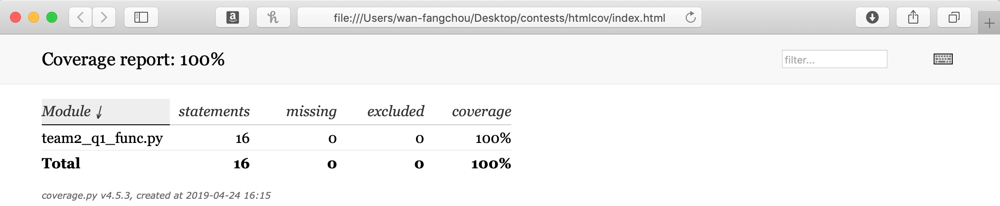 file:///Users/wan-fangchou/Desktop/contests/htmlcov/index.html
Coverage report: 100%
filter...
Module ↓ statements missing excluded coverage
team2_q1_func.py 16 0 0 100%
Total 16 0 0 100%
coverage.py v4.5.3, created at 2019-04-24 16:15